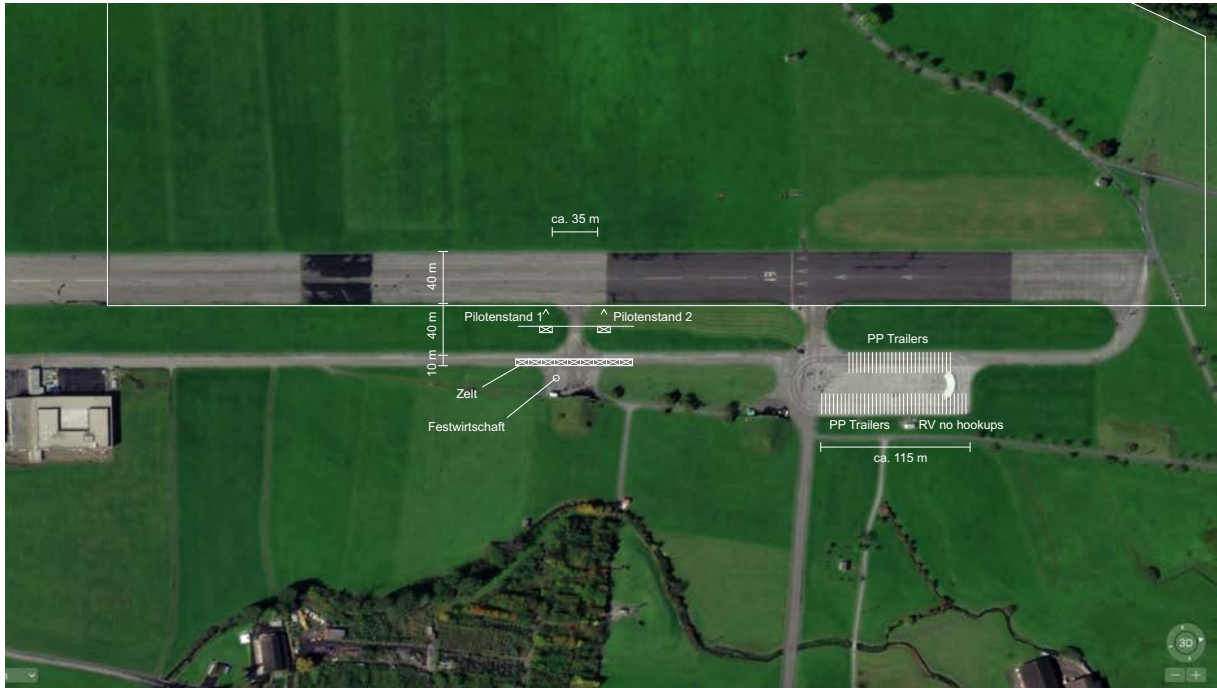 ca. 35 m
40 m
Pilotenstand 1
Pilotenstand 2
40 m
10 m
PP Trailers
Zelt
Festwirtschaft
PP Trailers
RV no hookups
ca. 115 m
3D